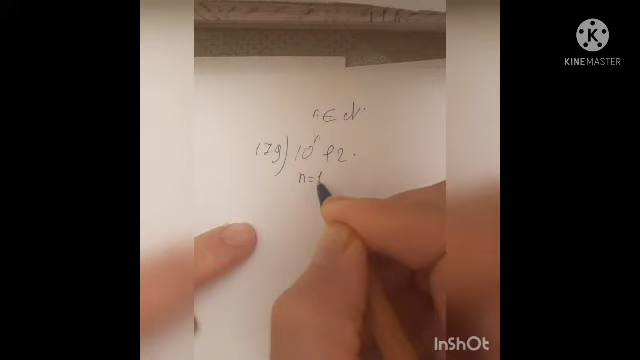 K
KINEMASTER
n ∈ N.
179) 10ⁿ + 2.
n=1
InShOt